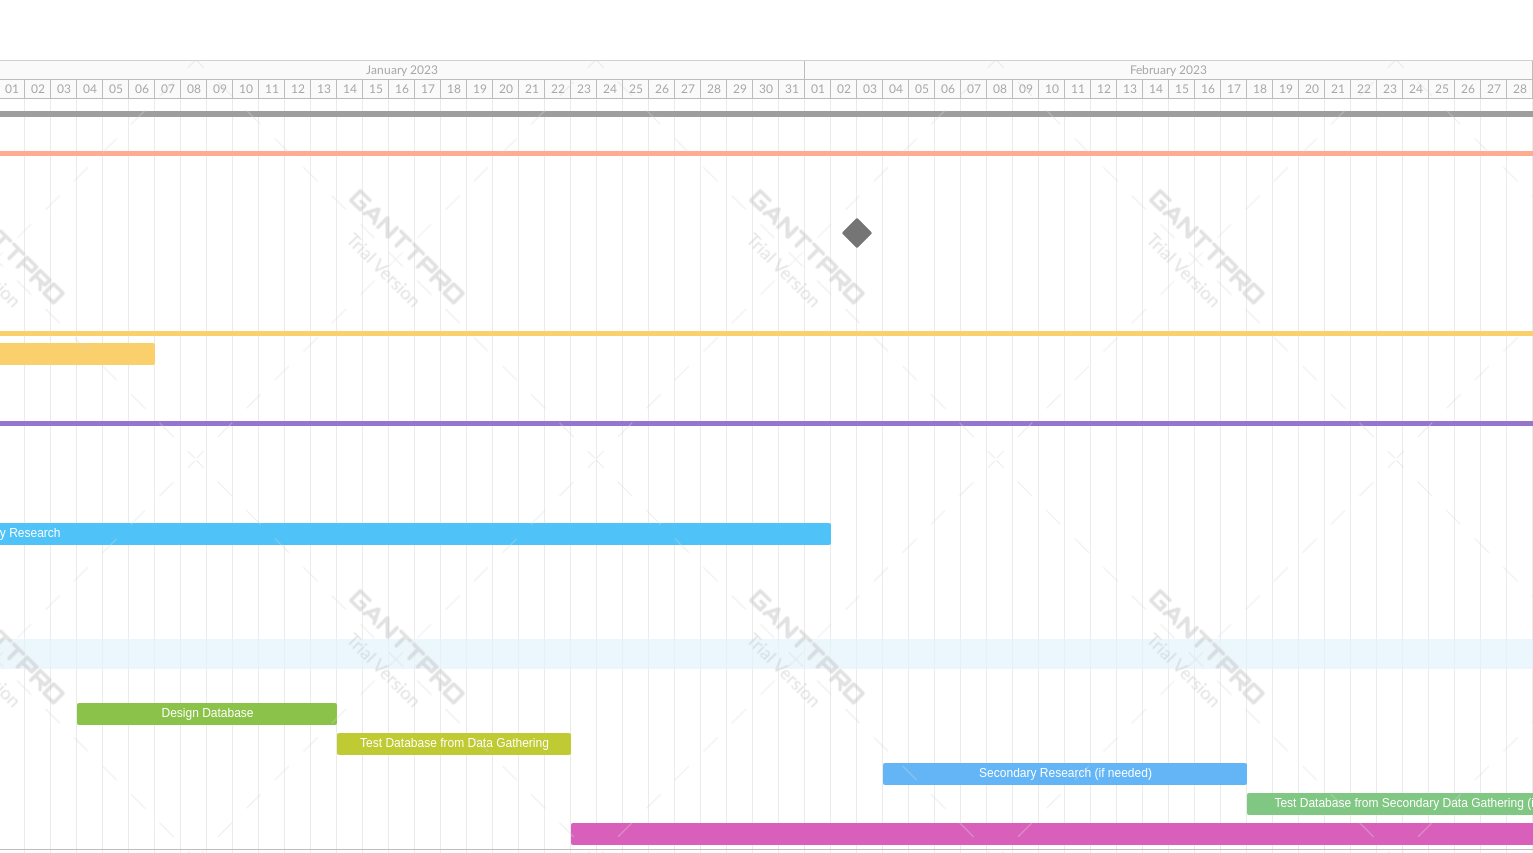 January 2023 February 2023
01 02 03 04 05 06 07 08 09 10 11 12 13 14 15 16 17 18 19 20 21 22 23 24 25 26 27 28 29 30 31 01 02 03 04 05 06 07 08 09 10 11 12 13 14 15 16 17 18 19 20 21 22 23 24 25 26 27 28
GANTTPRO GANTTPRO GANTTPRO
Trial Version Trial Version Trial Version
y Research
GANTTPRO GANTTPRO GANTTPRO
Trial Version Trial Version Trial Version
Design Database
Test Database from Data Gathering
Secondary Research (if needed)
Test Database from Secondary Data Gathering (i